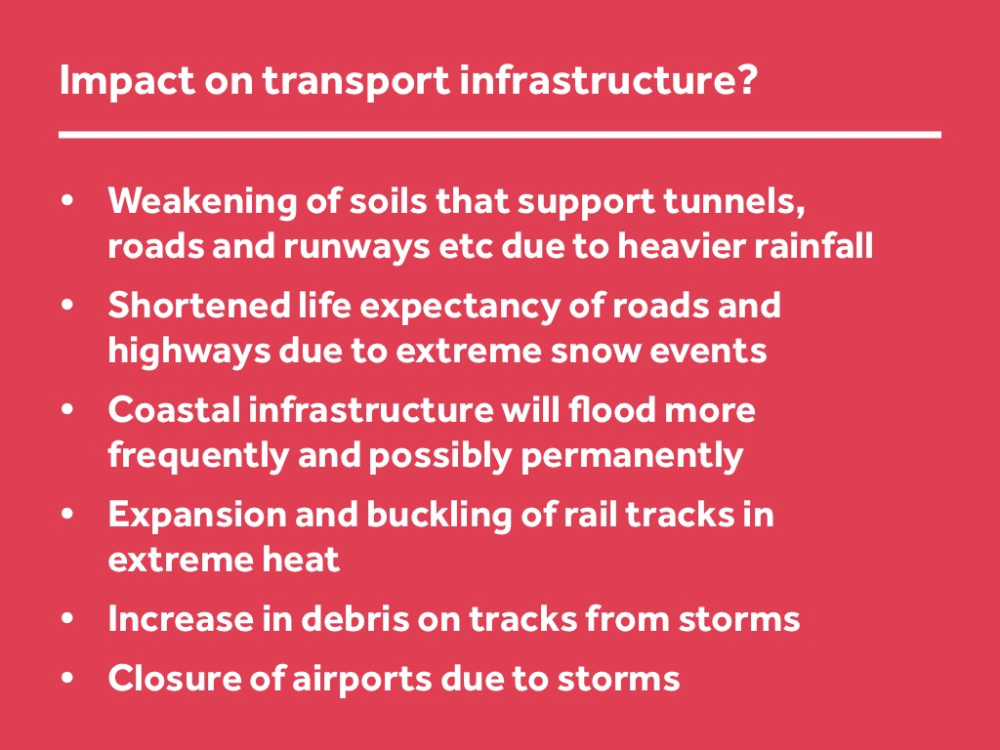 Impact on transport infrastructure?
• Weakening of soils that support tunnels,
roads and runways etc due to heavier rainfall
• Shortened life expectancy of roads and
highways due to extreme snow events
• Coastal infrastructure will flood more
frequently and possibly permanently
• Expansion and buckling of rail tracks in
extreme heat
• Increase in debris on tracks from storms
• Closure of airports due to storms